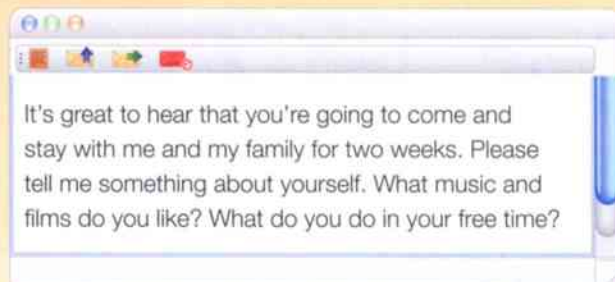 It's great to hear that you're going to come and
stay with me and my family for two weeks. Please
tell me something about yourself. What music and
films do you like? What do you do in your free time?